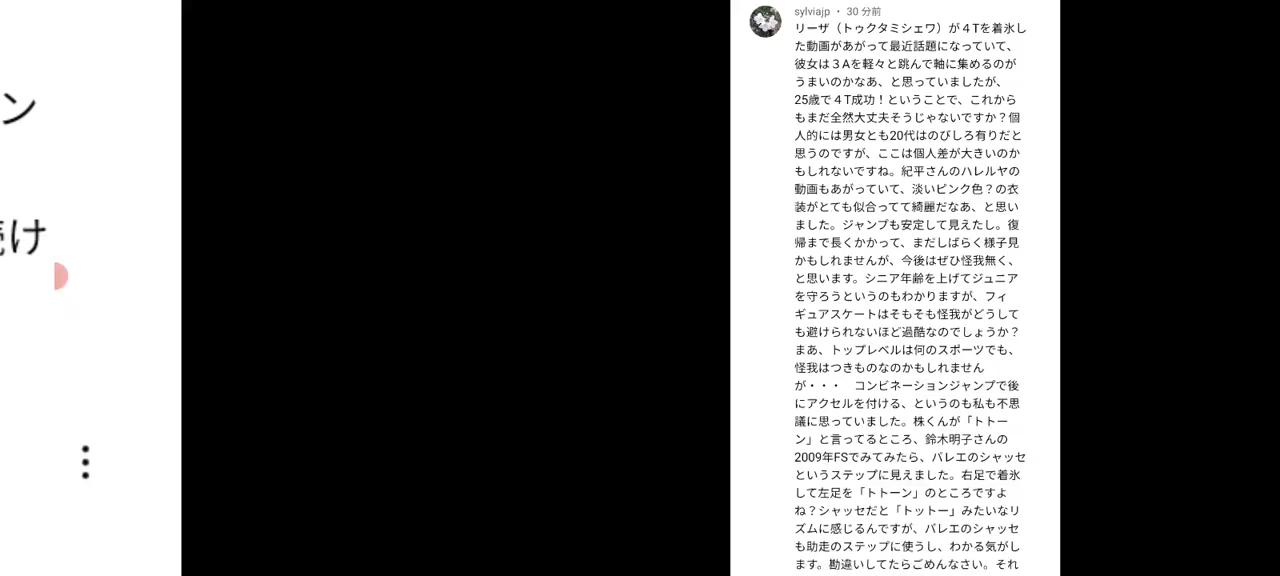 ン
け
sylviajp ・ 30 分前
リーザ（トゥクタミシェワ）が４Tを着氷し
た動画があがって最近話題になっていて、
彼女は３Aを軽々と跳んで軸に集めるのが
うまいのかなあ、と思っていましたが、
25歳で４T成功！ということで、これから
もまだ全然大丈夫そうじゃないですか？個
人的には男女とも20代はのびしろ有りだと
思うのですが、ここは個人差が大きいのか
もしれないですね。紀平さんのハレルヤの
動画もあがっていて、淡いピンク色？の衣
装がとても似合ってて綺麗だなあ、と思い
ました。ジャンプも安定して見えたし。復
帰まで長くかかって、まだしばらく様子見
かもしれませんが、今後はぜひ怪我無く、
と思います。シニア年齢を上げてジュニア
を守ろうというのもわかりますが、フィ
ギュアスケートはそもそも怪我がどうして
も避けられないほど過酷なのでしょうか？
まあ、トップレベルは何のスポーツでも、
怪我はつきものなのかもしれません
が・・・　コンビネーションジャンプで後
にアクセルを付ける、というのも私も不思
議に思っていました。株くんが「トトー
ン」と言ってるところ、鈴木明子さんの
2009年FSでみてみたら、バレエのシャッセ
というステップに見えました。右足で着氷
して左足を「トトーン」のところですよ
ね？シャッセだと「トットー」みたいなリ
ズムに感じるんですが、バレエのシャッセ
も助走のステップに使うし、わかる気がし
ます。勘違いしてたらごめんなさい。それ